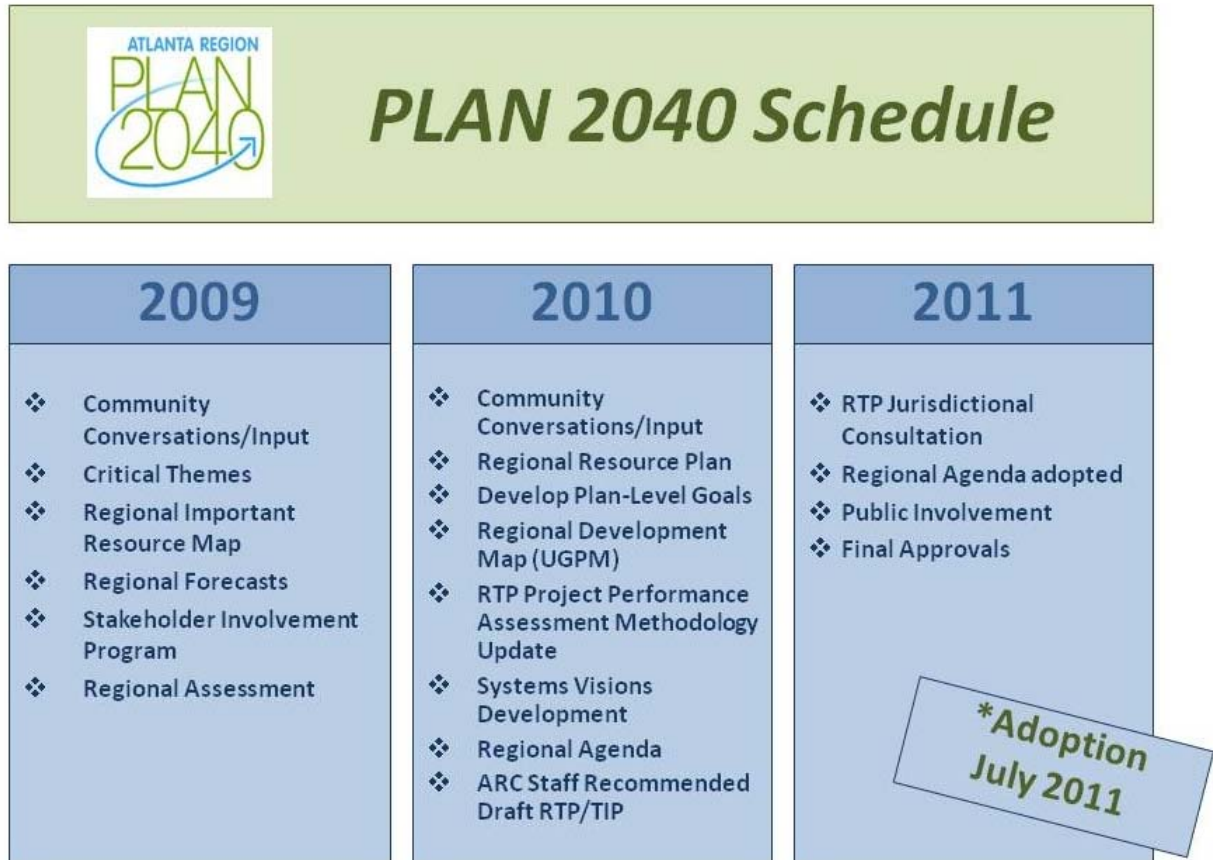 ATLANTA REGION
PLAN
2040
PLAN 2040 Schedule
2009
Community
Conversations/Input
Critical Themes
Regional Important
Resource Map
Regional Forecasts
Stakeholder Involvement
Program
Regional Assessment
2010
Community
Conversations/Input
Regional Resource Plan
Develop Plan-Level Goals
Regional Development
Map (UGPM)
RTP Project Performance
Assessment Methodology
Update
Systems Visions
Development
Regional Agenda
ARC Staff Recommended
Draft RTP/TIP
2011
RTP Jurisdictional
Consultation
Regional Agenda adopted
Public Involvement
Final Approvals
*Adoption
July 2011